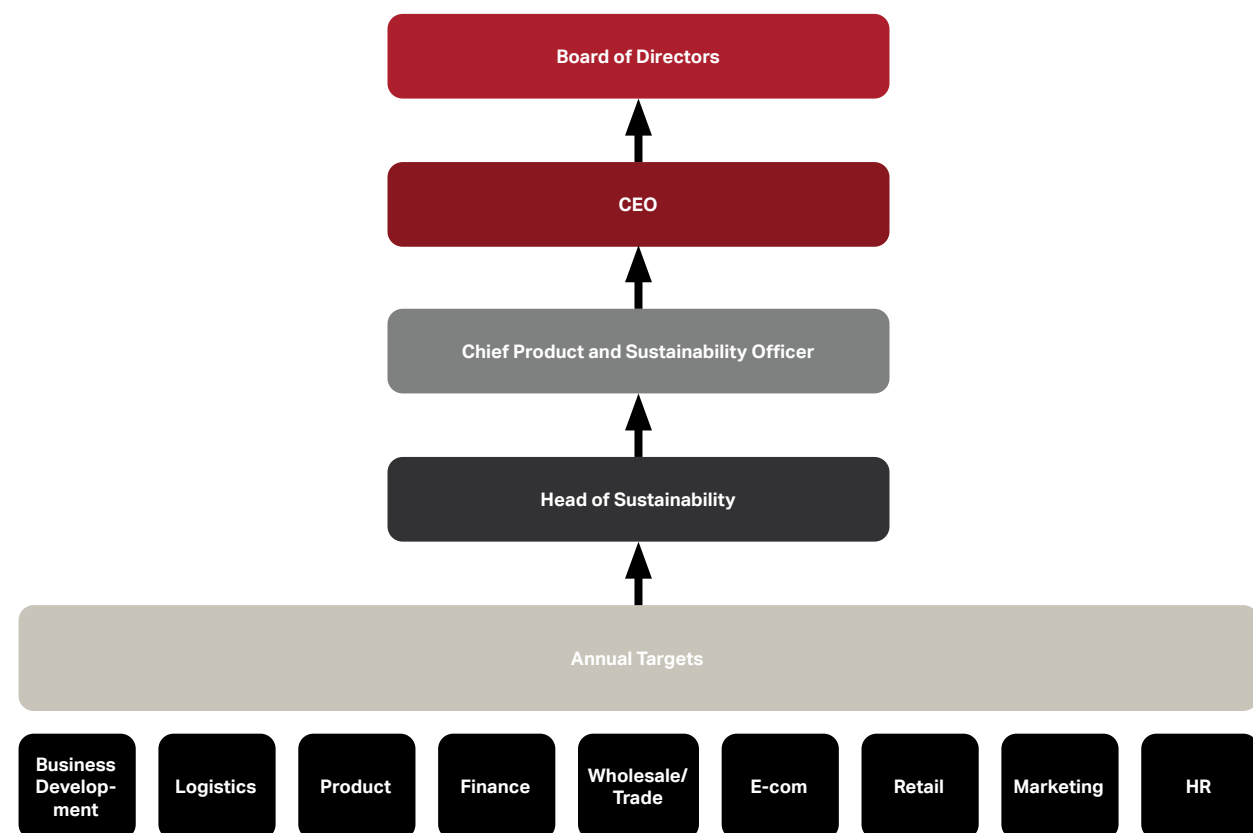 Board of Directors
CEO
Chief Product and Sustainability Officer
Head of Sustainability
Annual Targets
Business
Develop-
ment
Logistics
Product
Finance
Wholesale/
Trade
E-com
Retail
Marketing
HR